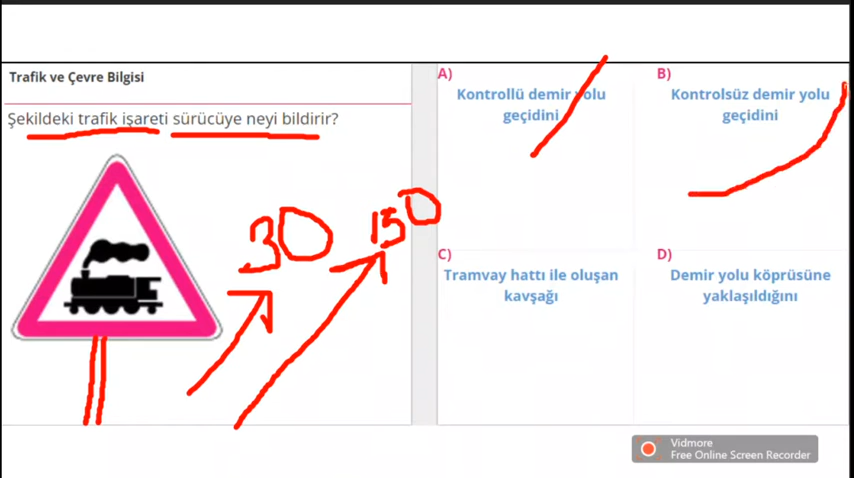 Trafik ve Çevre Bilgisi
Şekildeki trafik işareti sürücüye neyi bildirir?
30
150
A)
Kontrollü demir yolu
geçidini
B)
Kontrolsüz demir yolu
geçidini
C)
Tramvay hattı ile oluşan
kavşağı
D)
Demir yolu köprüsüne
yaklaşıldığını
Vidmore
Free Online Screen Recorder